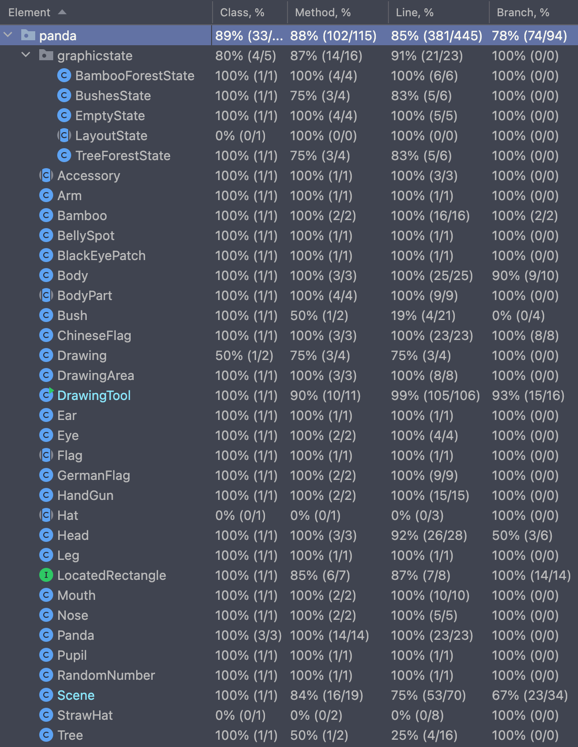 Element Class, % Method, % Line, % Branch, %
panda 89% (33/... 88% (102/115) 85% (381/445) 78% (74/94)
graphicstate 80% (4/5) 87% (14/16) 91% (21/23) 100% (0/0)
BambooForestState 100% (1/1) 100% (4/4) 100% (6/6) 100% (0/0)
BushesState 100% (1/1) 75% (3/4) 83% (5/6) 100% (0/0)
EmptyState 100% (1/1) 100% (4/4) 100% (5/5) 100% (0/0)
LayoutState 0% (0/1) 100% (0/0) 100% (0/0) 100% (0/0)
TreeForestState 100% (1/1) 75% (3/4) 83% (5/6) 100% (0/0)
Accessory 100% (1/1) 100% (1/1) 100% (3/3) 100% (0/0)
Arm 100% (1/1) 100% (1/1) 100% (1/1) 100% (0/0)
Bamboo 100% (1/1) 100% (2/2) 100% (16/16) 100% (2/2)
BellySpot 100% (1/1) 100% (1/1) 100% (1/1) 100% (0/0)
BlackEyePatch 100% (1/1) 100% (1/1) 100% (1/1) 100% (0/0)
Body 100% (1/1) 100% (3/3) 100% (25/25) 90% (9/10)
BodyPart 100% (1/1) 100% (4/4) 100% (9/9) 100% (0/0)
Bush 100% (1/1) 50% (1/2) 19% (4/21) 0% (0/4)
ChineseFlag 100% (1/1) 100% (3/3) 100% (23/23) 100% (8/8)
Drawing 50% (1/2) 75% (3/4) 75% (3/4) 100% (0/0)
DrawingArea 100% (1/1) 100% (3/3) 100% (8/8) 100% (0/0)
DrawingTool 100% (1/1) 90% (10/11) 99% (105/106) 93% (15/16)
Ear 100% (1/1) 100% (1/1) 100% (1/1) 100% (0/0)
Eye 100% (1/1) 100% (2/2) 100% (4/4) 100% (0/0)
Flag 100% (1/1) 100% (1/1) 100% (1/1) 100% (0/0)
GermanFlag 100% (1/1) 100% (2/2) 100% (9/9) 100% (0/0)
HandGun 100% (1/1) 100% (2/2) 100% (15/15) 100% (0/0)
Hat 0% (0/1) 0% (0/1) 0% (0/3) 100% (0/0)
Head 100% (1/1) 100% (3/3) 92% (26/28) 50% (3/6)
Leg 100% (1/1) 100% (1/1) 100% (1/1) 100% (0/0)
LocatedRectangle 100% (1/1) 85% (6/7) 87% (7/8) 100% (14/14)
Mouth 100% (1/1) 100% (2/2) 100% (10/10) 100% (0/0)
Nose 100% (1/1) 100% (2/2) 100% (5/5) 100% (0/0)
Panda 100% (3/3) 100% (14/14) 100% (23/23) 100% (0/0)
Pupil 100% (1/1) 100% (1/1) 100% (1/1) 100% (0/0)
RandomNumber 100% (1/1) 100% (1/1) 100% (1/1) 100% (0/0)
Scene 100% (1/1) 84% (16/19) 75% (53/70) 67% (23/34)
StrawHat 0% (0/1) 0% (0/2) 0% (0/8) 100% (0/0)
Tree 100% (1/1) 50% (1/2) 25% (4/16) 100% (0/0)